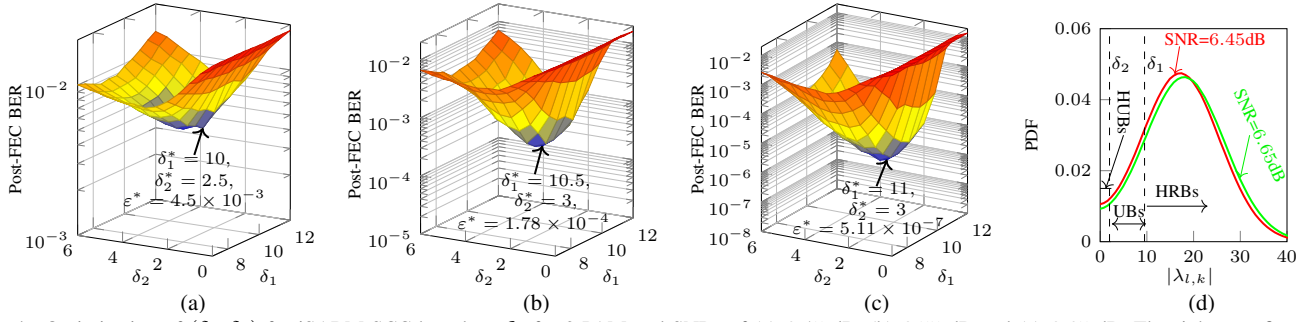 Post-FEC BER
10⁻²
10⁻³
δ₁* = 10,
δ₂* = 2.5,
ε* = 4.5 × 10⁻³
6
4
2
0
δ₂
8
10
12
δ₁
(a)
Post-FEC BER
10⁻²
10⁻³
10⁻⁴
10⁻⁵
δ₁* = 10.5,
δ₂* = 3,
ε* = 1.78 × 10⁻⁴
6
4
2
0
δ₂
8
10
12
δ₁
(b)
Post-FEC BER
10⁻²
10⁻³
10⁻⁴
10⁻⁵
10⁻⁶
10⁻⁷
10⁻⁸
δ₁* = 11,
δ₂* = 3
ε* = 5.11 × 10⁻⁷
6
4
2
0
δ₂
8
10
12
δ₁
(c)
PDF
0.06
0.04
0.02
0
SNR=6.45dB
SNR=6.65dB
δ₂
δ₁
HUBs
HRBs
UBs
0 10 20 30 40
|λ_{l,k}|
(d)